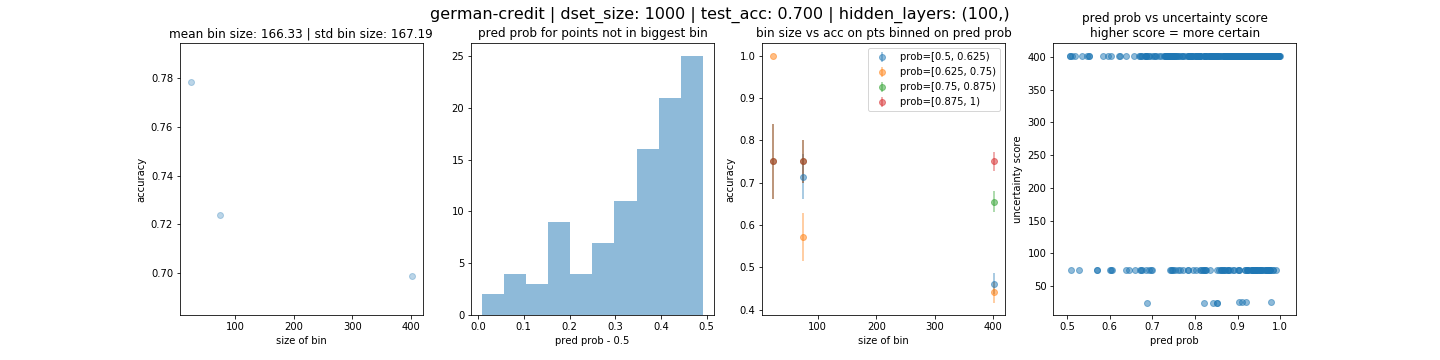 german-credit | dset_size: 1000 | test_acc: 0.700 | hidden_layers: (100,)
mean bin size: 166.33 | std bin size: 167.19
0.78
0.76
0.74
0.72
0.70
accuracy
100
200
300
400
size of bin
pred prob for points not in biggest bin
25
20
15
10
5
0
0.0
0.1
0.2
0.3
0.4
0.5
pred prob - 0.5
bin size vs acc on pts binned on pred prob
prob=[0.5, 0.625)
prob=[0.625, 0.75)
prob=[0.75, 0.875)
prob=[0.875, 1)
1.0
0.9
0.8
0.7
0.6
0.5
0.4
accuracy
100
200
300
400
size of bin
pred prob vs uncertainty score
higher score = more certain
400
350
300
250
200
150
100
50
uncertainty score
0.5
0.6
0.7
0.8
0.9
1.0
pred prob